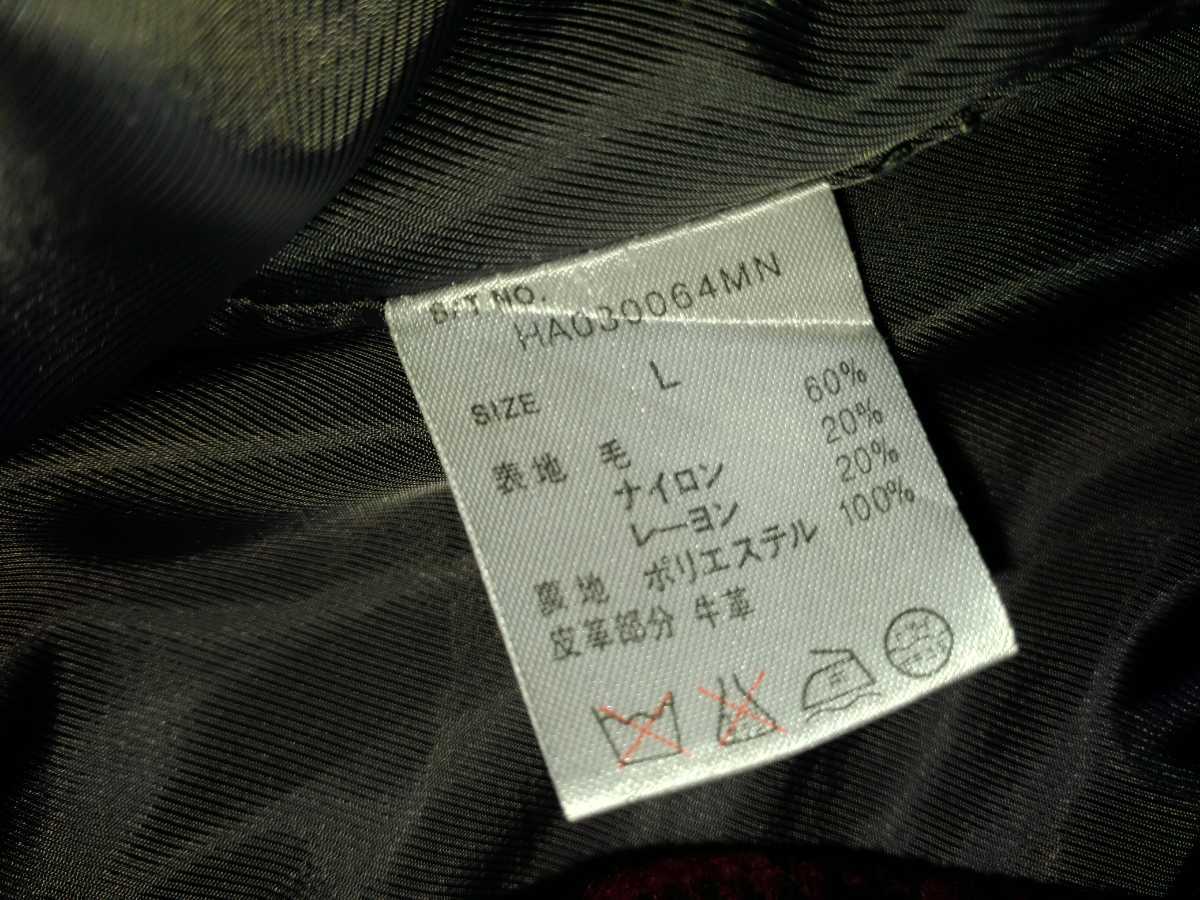 B/T NO.
HA030064MN
SIZE L
表地 毛 60%
ナイロン 20%
レーヨン 20%
裏地 ポリエステル 100%
皮革部分 牛革